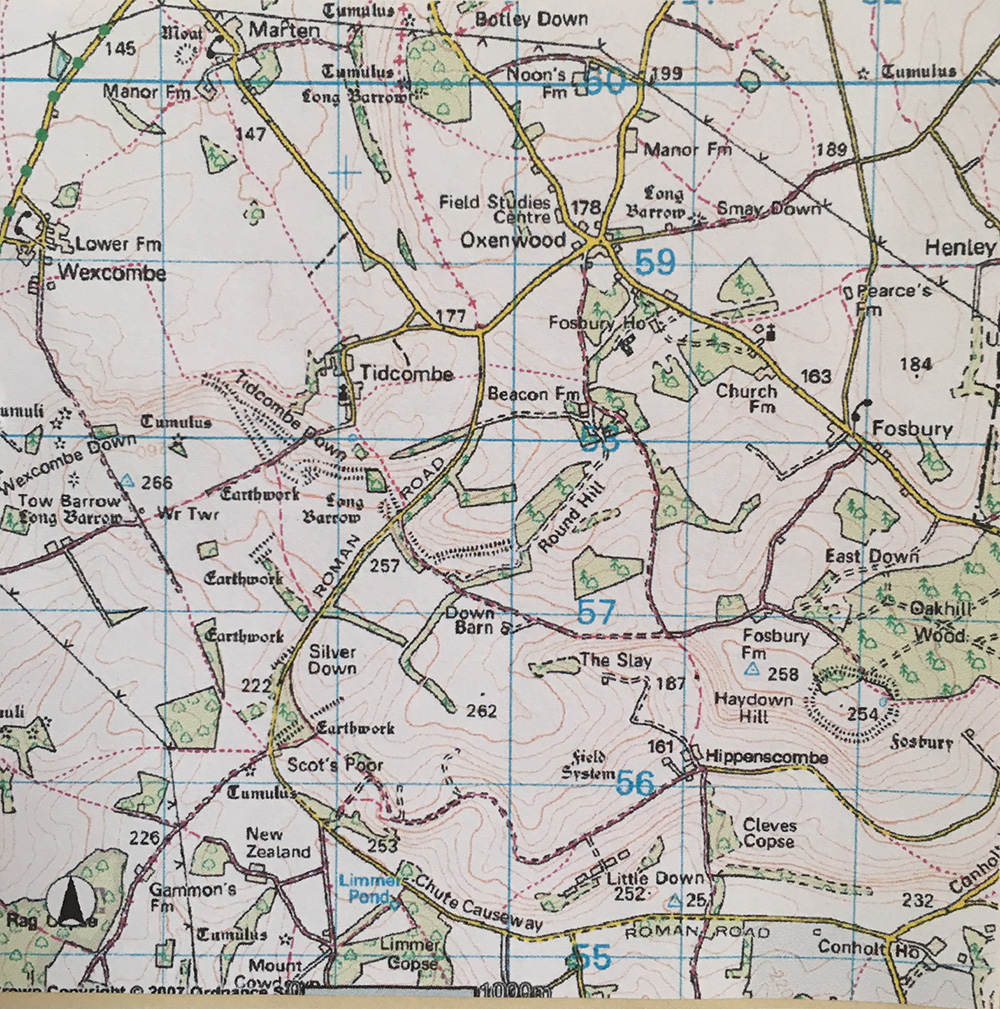 Tumulus
Botley Down
145
Moat
Marten
Tumulus
Long Barrow
Noon's
Fm
60
199
Tumulus
Manor Fm
147
Manor Fm
189
Field Studies
Centre
178
Long
Barrow
Smay Down
Oxenwood
Lower Fm
59
Henley
Wexcombe
Pearce's
Fm
177
Fosbury Ho
Tidcombe
184
163
Beacon Fm
Church
Fm
Tidcombe Down
umuli
Tumulus
58
Fosbury
Wexcombe Down
266
ROAD
Earthwork
Tow Barrow
Long Barrow
Wr Twr
Long
Barrow
Round Hill
ROMAN
257
East Down
Earthwork
57
Down
Barn
Oakhill
Wood
Earthwork
Fosbury
Fm
Silver
Down
The Slay
258
222
187
Haydown
Hill
254
262
uli
Earthwork
161
Fosbury
Hippenscombe
Scot's Poor
Field
System
56
Tumulus
226
New
Zealand
253
Cleves
Copse
Limmer
Pond
Chute Causeway
Little Down
252
25
232
Conholt
Gammon's
Fm
Rag Copse
Tumulus
ROMAN ROAD
Limmer
Copse
55
Conholt Ho
Mount
Cowdown
rown Copyright © 2007 Ordnance
1000m